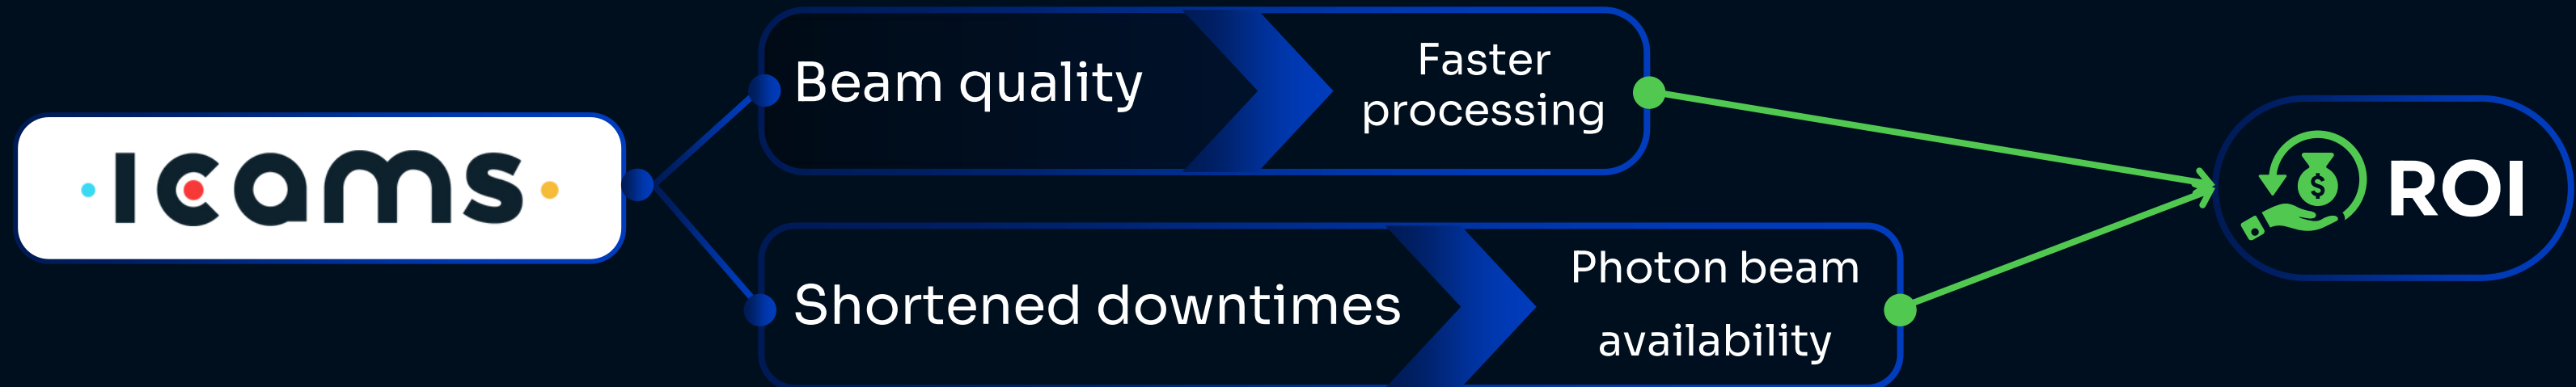 ICAMS
Beam quality
Faster
processing
Shortened downtimes
Photon beam
availability
$
ROI